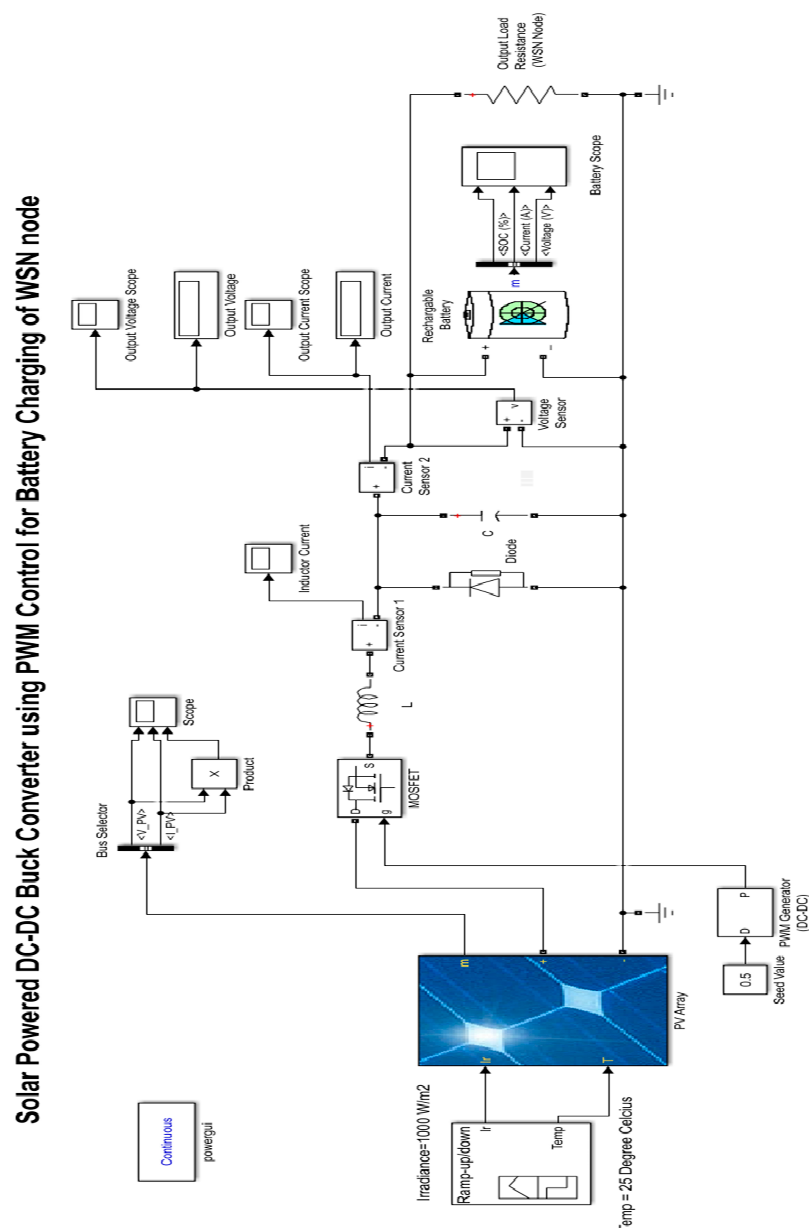 Solar Powered DC-DC Buck Converter using PWM Control for Battery Charging of WSN node
Continuous
powergui
Bus Selector
<V_PV>
<I_PV>
Scope
X
Product
Inductor Current
Output Voltage Scope
Output Voltage
Output Current Scope
Output Current
Irradiance=1000 W/m2
Ramp-up/down
Ir
Temp
Temp = 25 Degree Celcius
Ir
T
m
+
-
PV Array
0.5
Seed Value
D
P
PWM Generator
(DC-DC)
D
S
g
MOSFET
+
L
+
i
-
Current Sensor 1
Diode
+
C
+
i
-
Current
Sensor 2
+
v
-
Voltage
Sensor
Rechargable
Battery
+
_
m
<SOC (%)>
<Current (A)>
<Voltage (V)>
Battery Scope
Output Load
Resistance
(WSN Node)
+